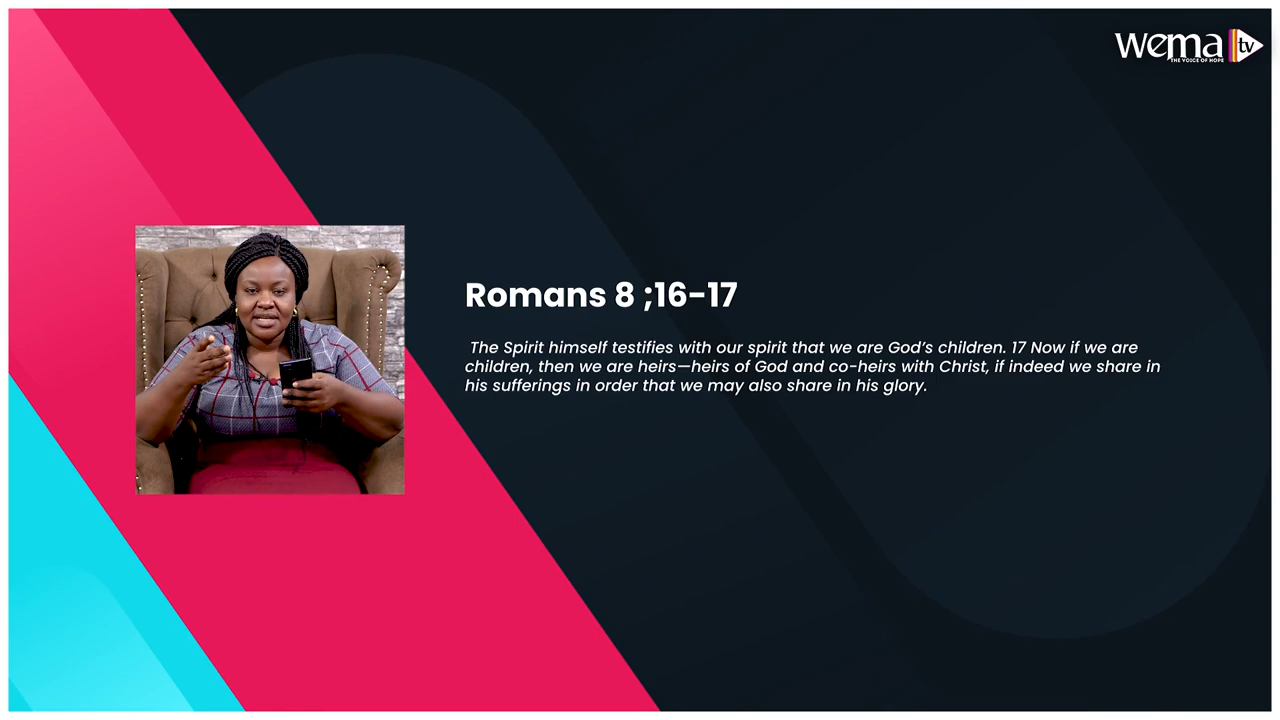 wema tv
THE VOICE OF HOPE
Romans 8 ;16-17
The Spirit himself testifies with our spirit that we are God’s children. 17 Now if we are
children, then we are heirs—heirs of God and co-heirs with Christ, if indeed we share in
his sufferings in order that we may also share in his glory.